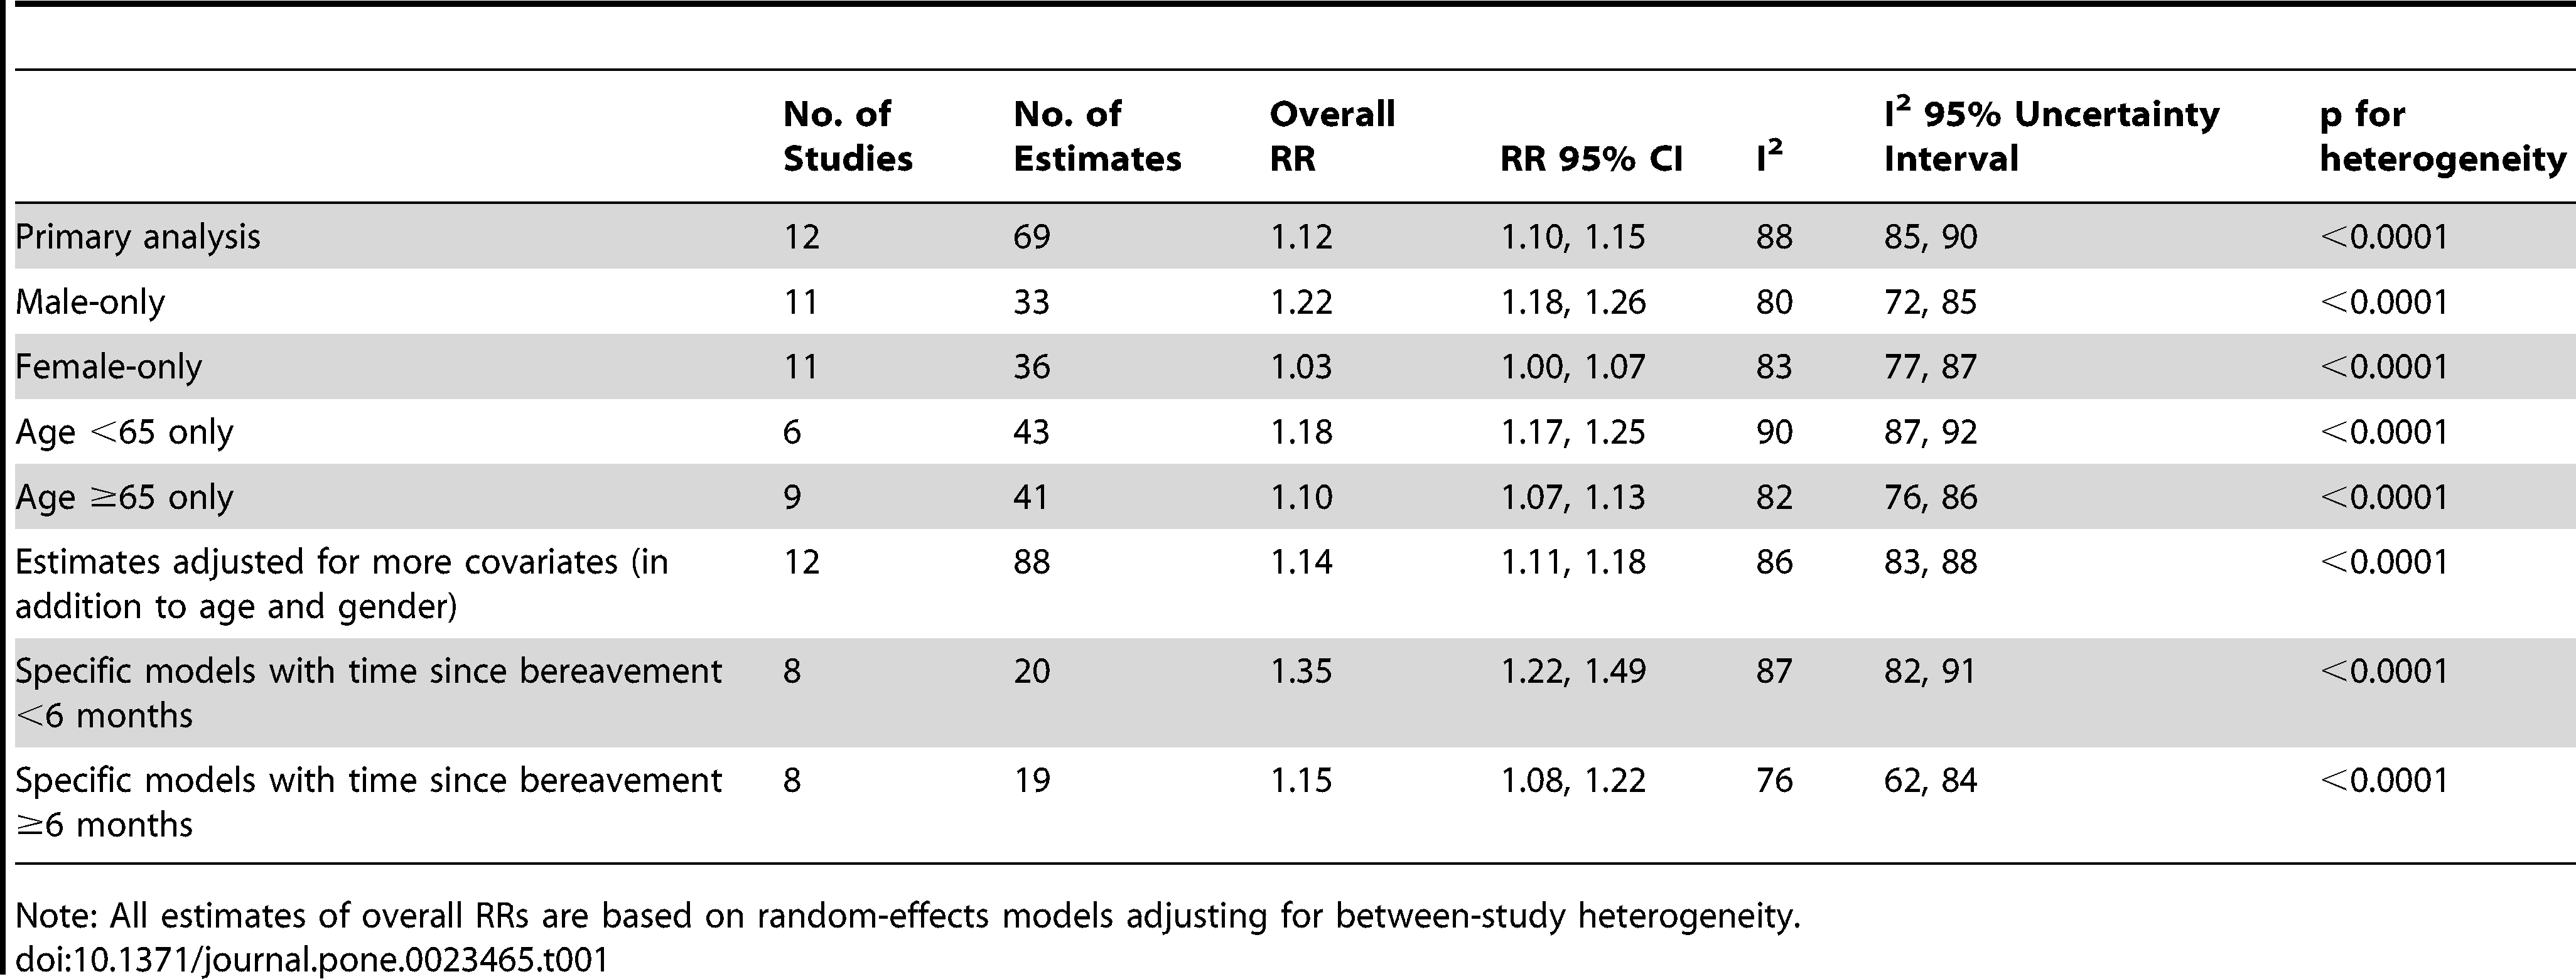 No. of Studies No. of Estimates Overall RR RR 95% CI I² I² 95% Uncertainty Interval p for heterogeneity
Primary analysis 12 69 1.12 1.10, 1.15 88 85, 90 <0.0001
Male-only 11 33 1.22 1.18, 1.26 80 72, 85 <0.0001
Female-only 11 36 1.03 1.00, 1.07 83 77, 87 <0.0001
Age <65 only 6 43 1.18 1.17, 1.25 90 87, 92 <0.0001
Age ≥65 only 9 41 1.10 1.07, 1.13 82 76, 86 <0.0001
Estimates adjusted for more covariates (in 12 88 1.14 1.11, 1.18 86 83, 88 <0.0001
addition to age and gender)
Specific models with time since bereavement 8 20 1.35 1.22, 1.49 87 82, 91 <0.0001
<6 months
Specific models with time since bereavement 8 19 1.15 1.08, 1.22 76 62, 84 <0.0001
≥6 months
Note: All estimates of overall RRs are based on random-effects models adjusting for between-study heterogeneity.
doi:10.1371/journal.pone.0023465.t001